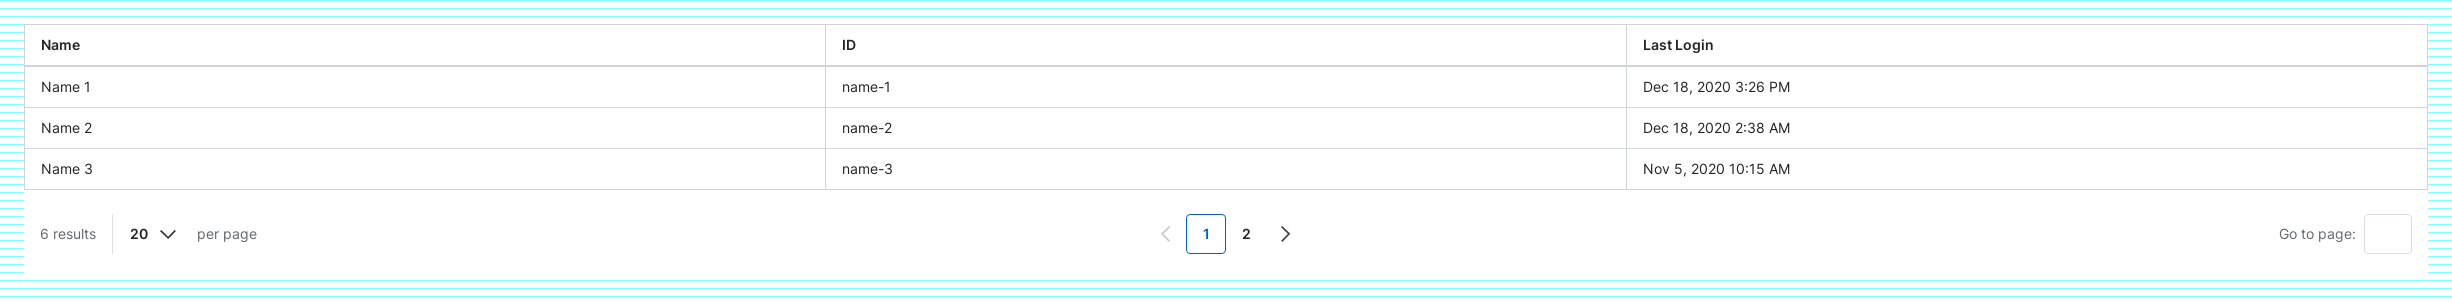 Name ID Last Login
Name 1 name-1 Dec 18, 2020 3:26 PM
Name 2 name-2 Dec 18, 2020 2:38 AM
Name 3 name-3 Nov 5, 2020 10:15 AM
6 results 20 per page 1 2 Go to page: